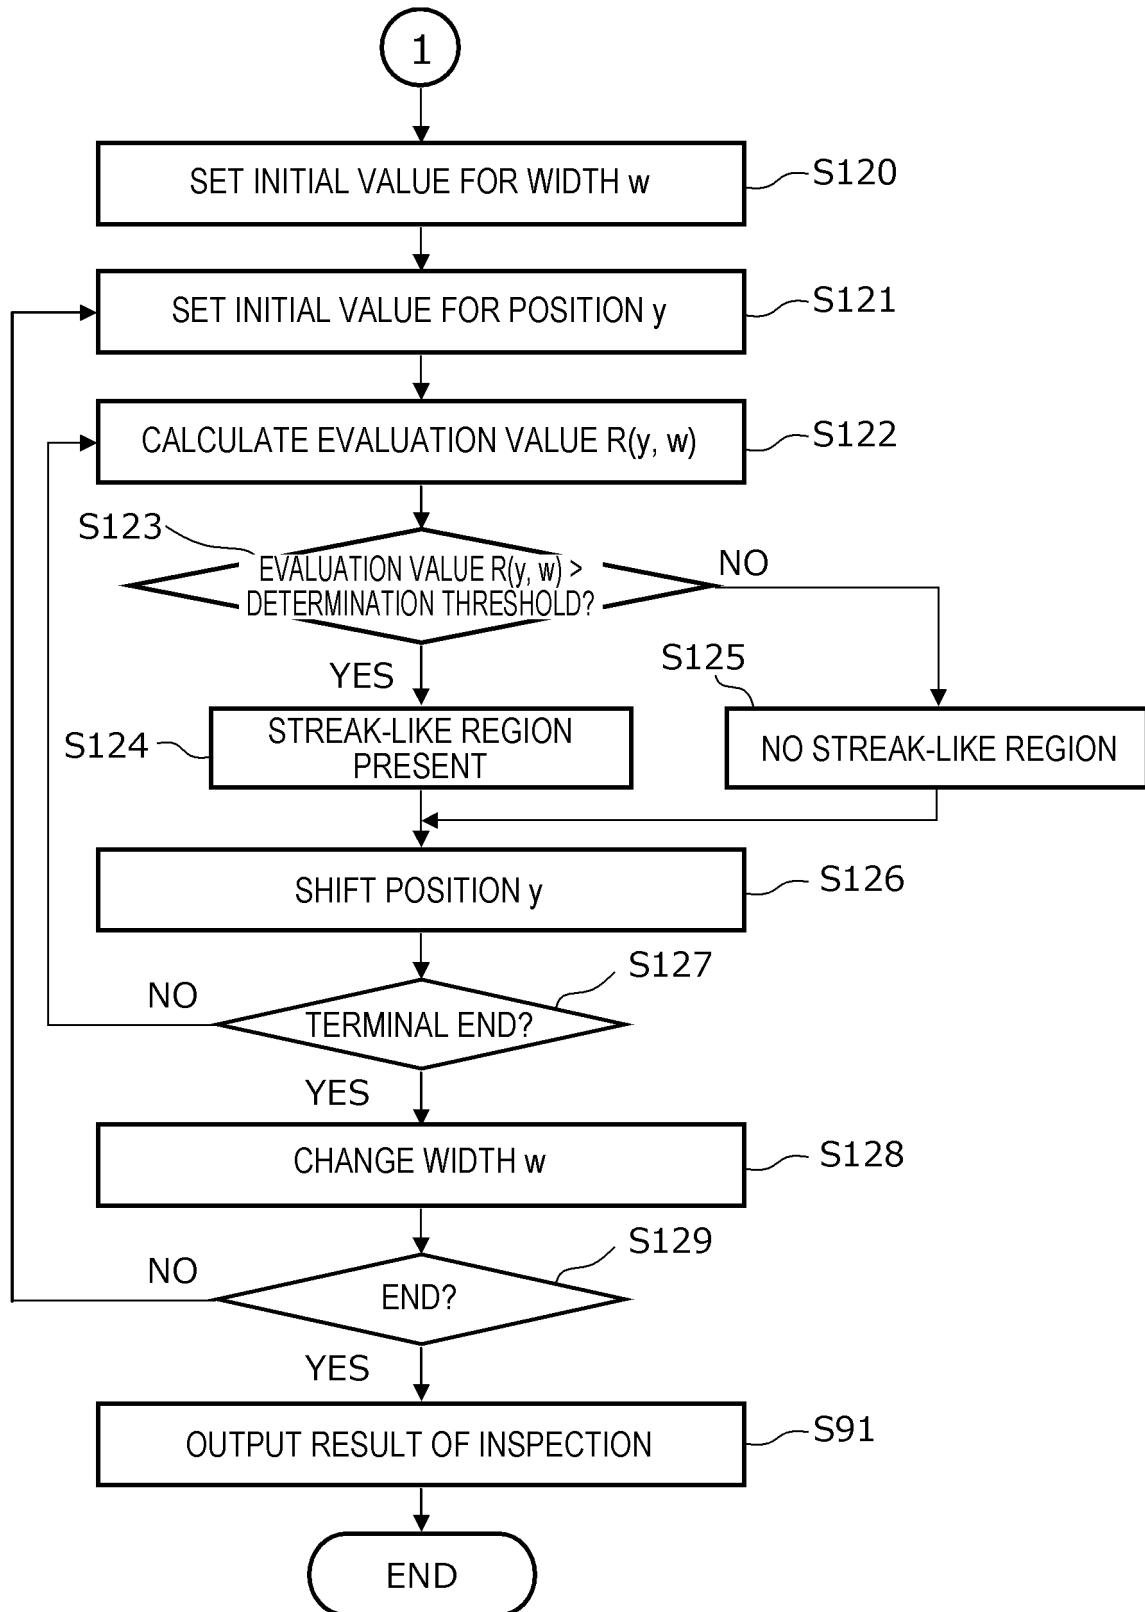 1
SET INITIAL VALUE FOR WIDTH w
S120
SET INITIAL VALUE FOR POSITION y
S121
CALCULATE EVALUATION VALUE R(y, w)
S122
S123
EVALUATION VALUE R(y, w) >
DETERMINATION THRESHOLD?
NO
YES
S125
S124
STREAK-LIKE REGION
PRESENT
NO STREAK-LIKE REGION
SHIFT POSITION y
S126
S127
NO
TERMINAL END?
YES
CHANGE WIDTH w
S128
S129
NO
END?
YES
OUTPUT RESULT OF INSPECTION
S91
END